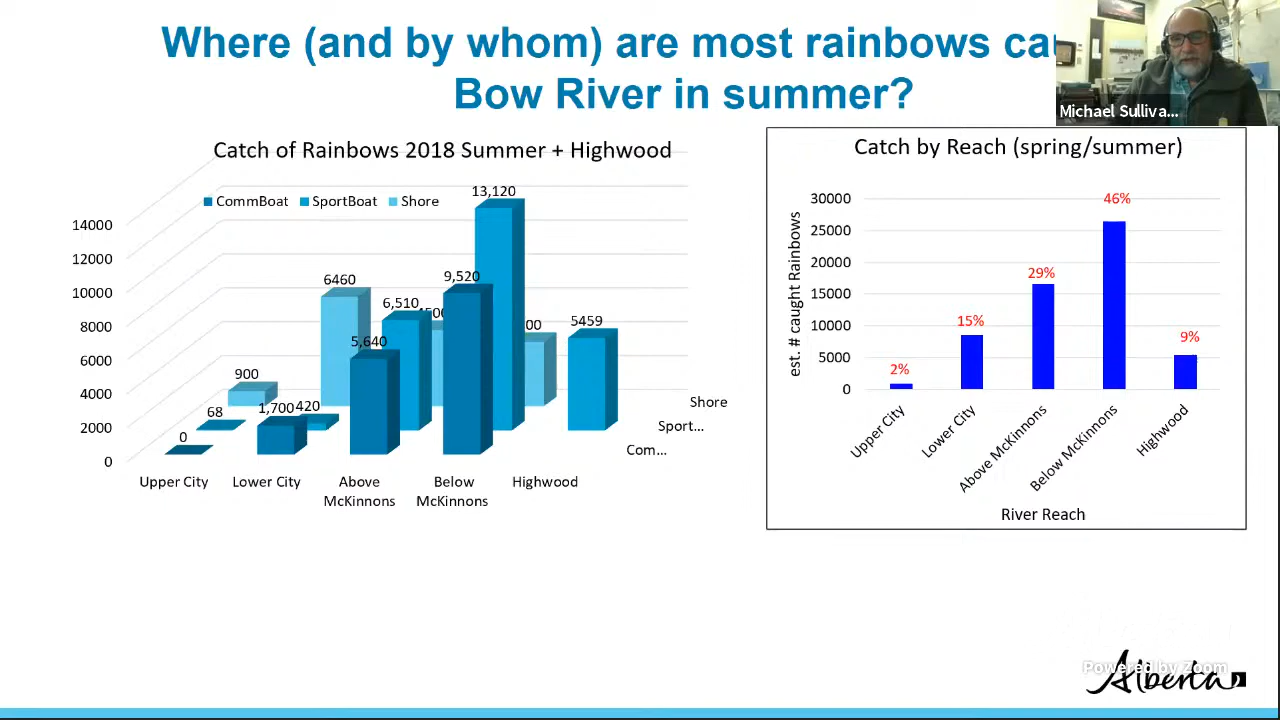 Where (and by whom) are most rainbows
Bow River in summer?
Michael Sulliva...
Catch of Rainbows 2018 Summer + Highwood
CommBoat SportBoat Shore
14000
12000
10000
8000
6000
4000
2000
0
13,120
9,520
6460
6,510
5459
5,640
900
68
1,700
420
0
Shore
Sport...
Com...
Upper City
Lower City
Above
McKinnons
Below
McKinnons
Highwood
Catch by Reach (spring/summer)
est. # caught Rainbows
30000
25000
20000
15000
10000
5000
0
2%
15%
29%
46%
9%
Upper City
Lower City
Above McKinnons
Below McKinnons
Highwood
River Reach
Powered by Zoom
Alberta